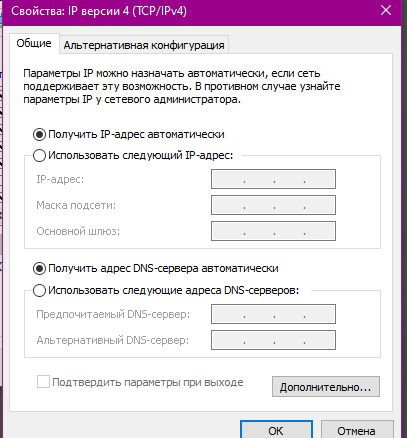 Свойства: IP версии 4 (TCP/IPv4)
Общие
Альтернативная конфигурация
Параметры IP можно назначать автоматически, если сеть
поддерживает эту возможность. В противном случае узнайте
параметры IP у сетевого администратора.
Получить IP-адрес автоматически
Использовать следующий IP-адрес:
IP-адрес:
Маска подсети:
Основной шлюз:
Получить адрес DNS-сервера автоматически
Использовать следующие адреса DNS-серверов:
Предпочитаемый DNS-сервер:
Альтернативный DNS-сервер:
Подтвердить параметры при выходе
Дополнительно...
ОК
Отмена